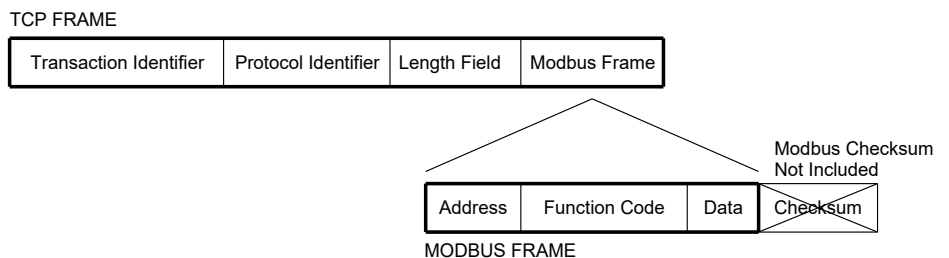 TCP FRAME
Transaction Identifier Protocol Identifier Length Field Modbus Frame
Modbus Checksum
Not Included
Address Function Code Data Checksum
MODBUS FRAME